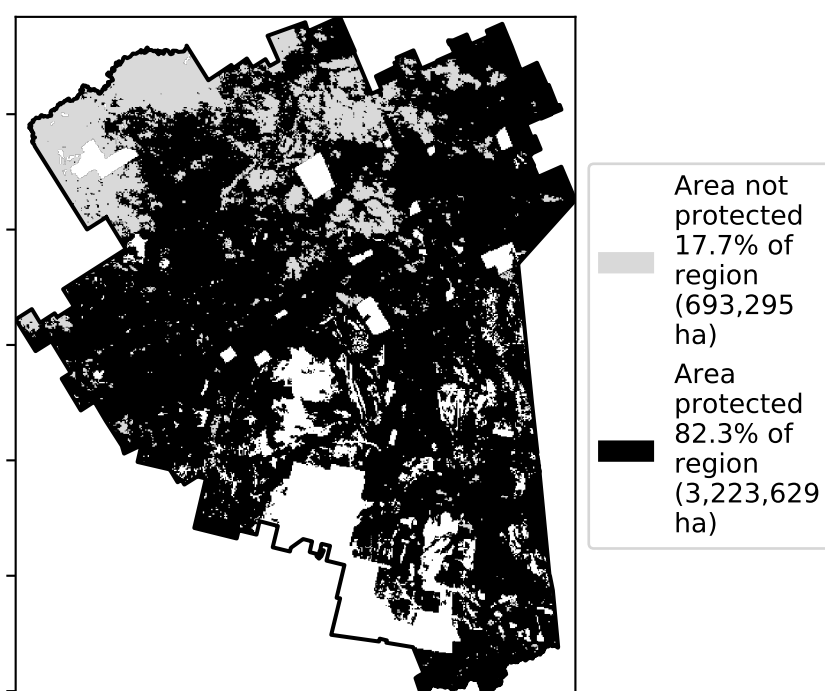 Area not
protected
17.7% of
region
(693,295
ha)
Area
protected
82.3% of
region
(3,223,629
ha)